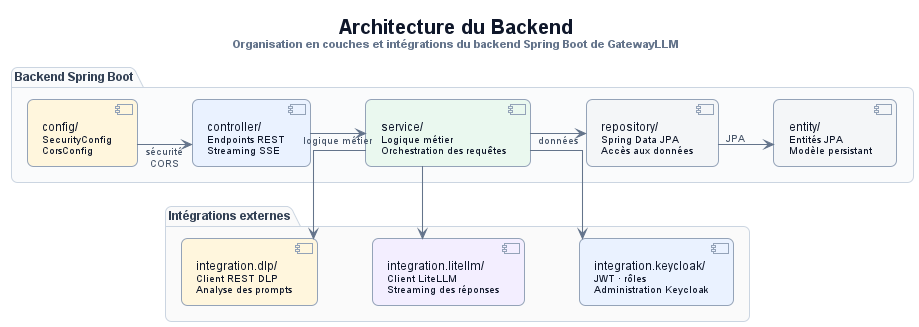 Architecture du Backend
Organisation en couches et intégrations du backend Spring Boot de GatewayLLM
Backend Spring Boot
config/
SecurityConfig
CorsConfig
sécurité
CORS
controller/
Endpoints REST
Streaming SSE
logique métier
service/
Logique métier
Orchestration des requêtes
données
repository/
Spring Data JPA
Accès aux données
JPA
entity/
Entités JPA
Modèle persistant
Intégrations externes
integration.dlp/
Client REST DLP
Analyse des prompts
integration.litellm/
Client LiteLLM
Streaming des réponses
integration.keycloak/
JWT · rôles
Administration Keycloak